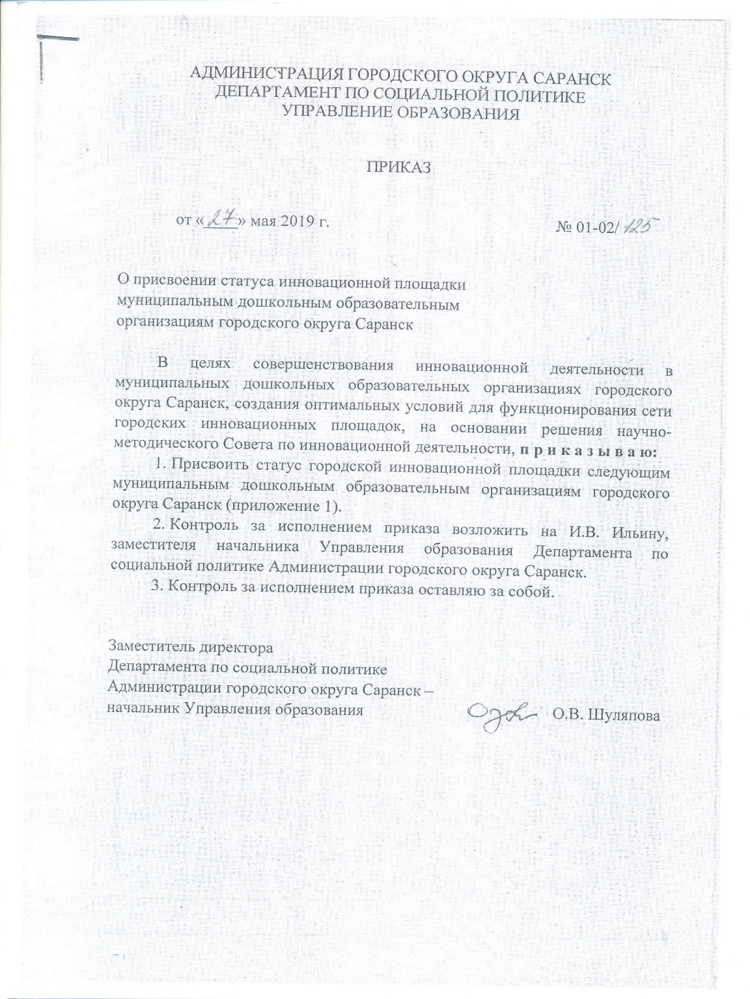 АДМИНИСТРАЦИЯ ГОРОДСКОГО ОКРУГА САРАНСК
ДЕПАРТАМЕНТ ПО СОЦИАЛЬНОЙ ПОЛИТИКЕ
УПРАВЛЕНИЕ ОБРАЗОВАНИЯ
ПРИКАЗ
от «27» мая 2019 г. № 01-02/125
О присвоении статуса инновационной площадки
муниципальным дошкольным образовательным
организациям городского округа Саранск
В целях совершенствования инновационной деятельности в
муниципальных дошкольных образовательных организациях городского
округа Саранск, создания оптимальных условий для функционирования сети
городских инновационных площадок, на основании решения научно-
методического Совета по инновационной деятельности, п р и к а з ы в а ю:
1. Присвоить статус городской инновационной площадки следующим
муниципальным дошкольным образовательным организациям городского
округа Саранск (приложение 1).
2. Контроль за исполнением приказа возложить на И.В. Ильину,
заместителя начальника Управления образования Департамента по
социальной политике Администрации городского округа Саранск.
3. Контроль за исполнением приказа оставляю за собой.
Заместитель директора
Департамента по социальной политике
Администрации городского округа Саранск –
начальник Управления образования О.В. Шуляпова